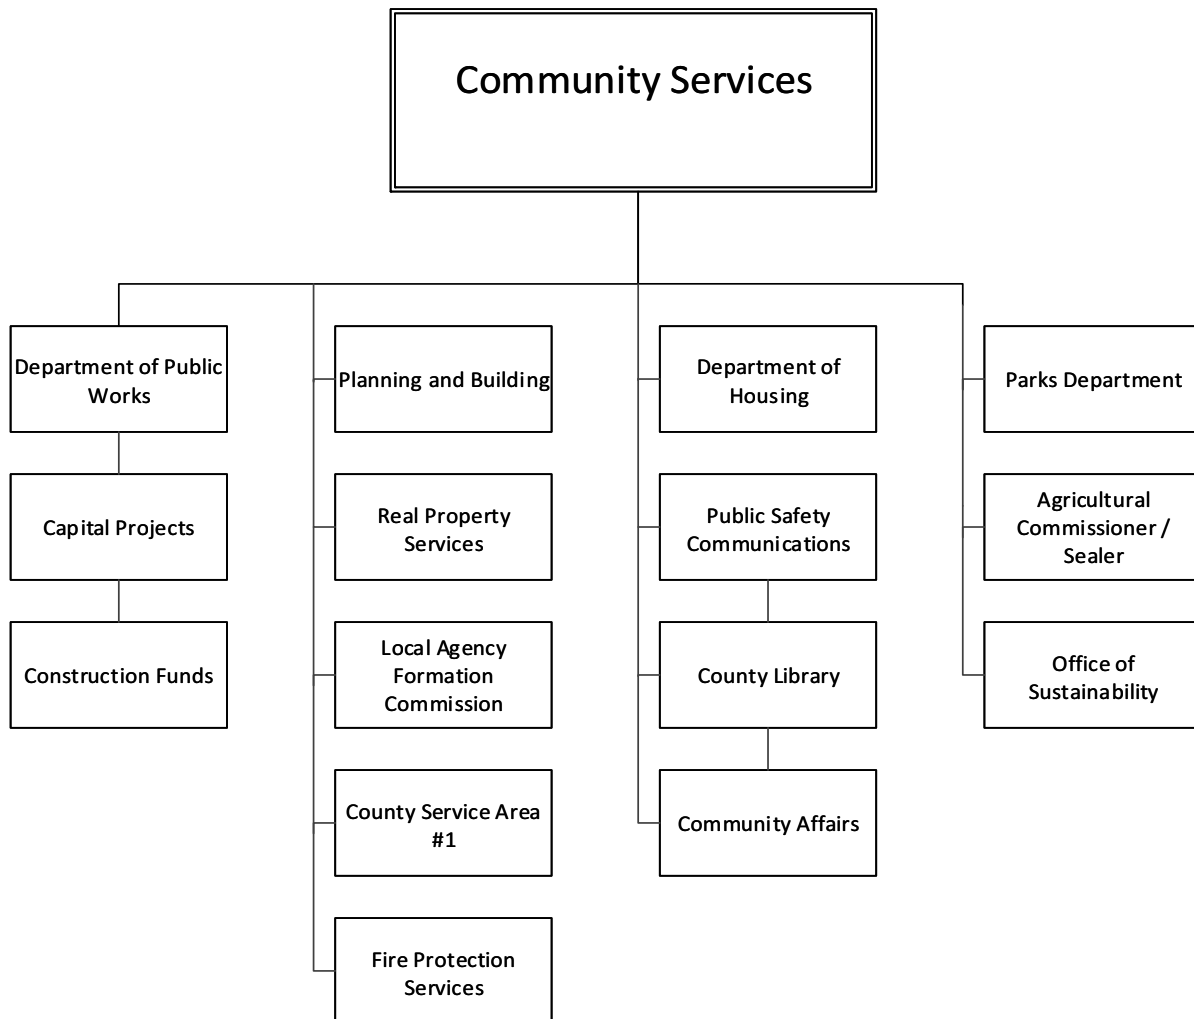 Community Services
Department of Public
Works
Planning and Building
Department of
Housing
Parks Department
Capital Projects
Real Property
Services
Public Safety
Communications
Agricultural
Commissioner /
Sealer
Construction Funds
Local Agency
Formation
Commission
County Library
Office of
Sustainability
County Service Area
#1
Community Affairs
Fire Protection
Services